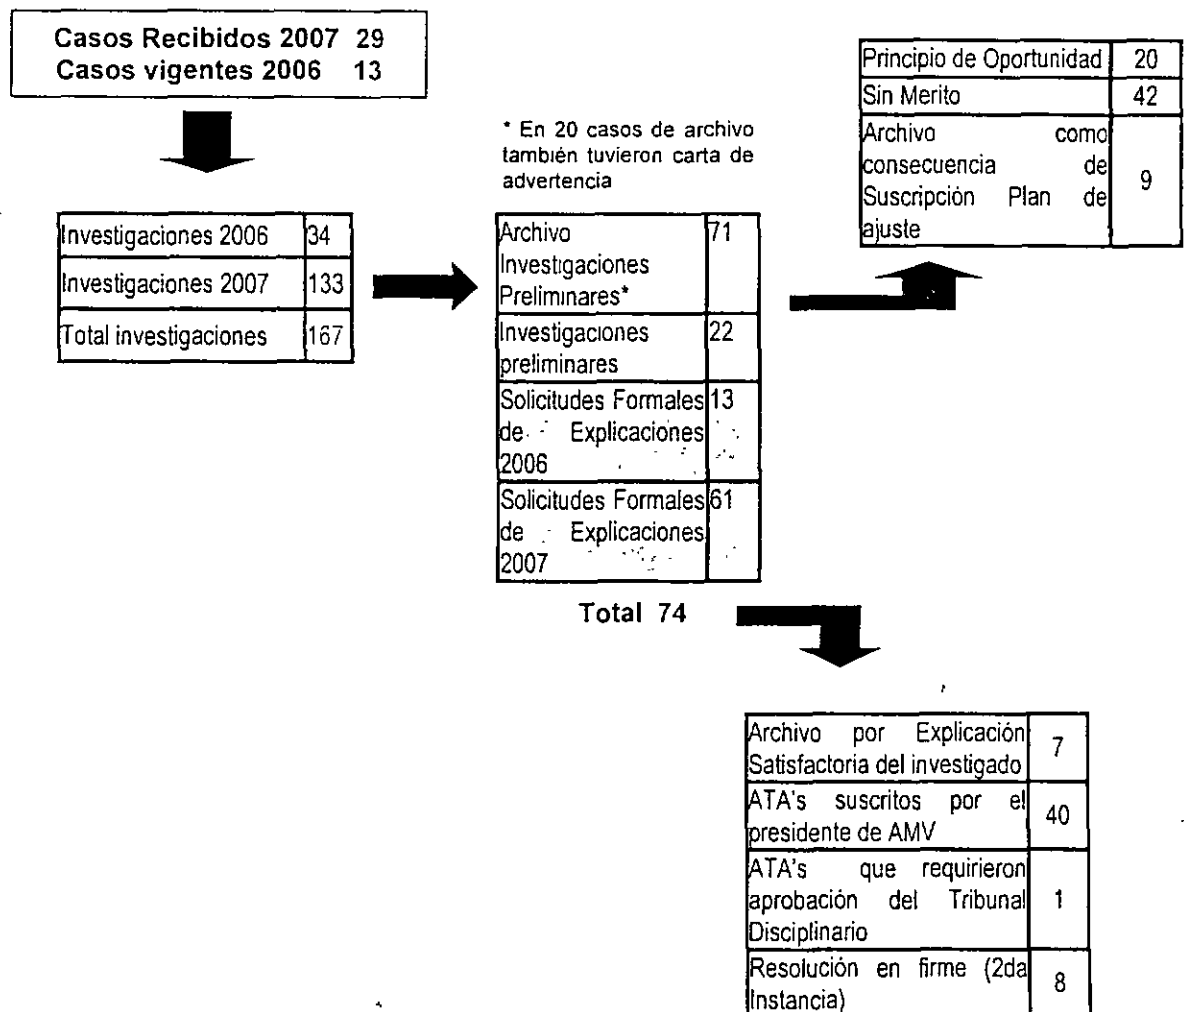 Casos Recibidos 2007 29
Casos vigentes 2006 13
Investigaciones 2006 34
Investigaciones 2007 133
Total investigaciones 167
* En 20 casos de archivo
también tuvieron carta de
advertencia
Archivo 71
Investigaciones
Preliminares*
Investigaciones 22
preliminares
Solicitudes Formales 13
de Explicaciones
2006
Solicitudes Formales 61
de Explicaciones
2007
Total 74
Principio de Oportunidad 20
Sin Merito 42
Archivo como
consecuencia de
Suscripción Plan de
ajuste
9
Archivo por Explicación
Satisfactoria del investigado
7
ATA's suscritos por el
presidente de AMV
40
ATA's que requirieron
aprobación del Tribunal
Disciplinario
1
Resolución en firme (2da
Instancia)
8